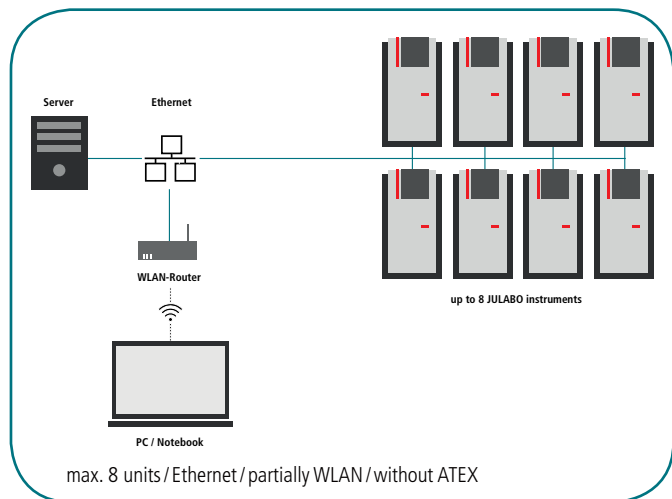 Server
Ethernet
WLAN-Router
up to 8 JULABO instruments
PC / Notebook
max. 8 units / Ethernet / partially WLAN / without ATEX